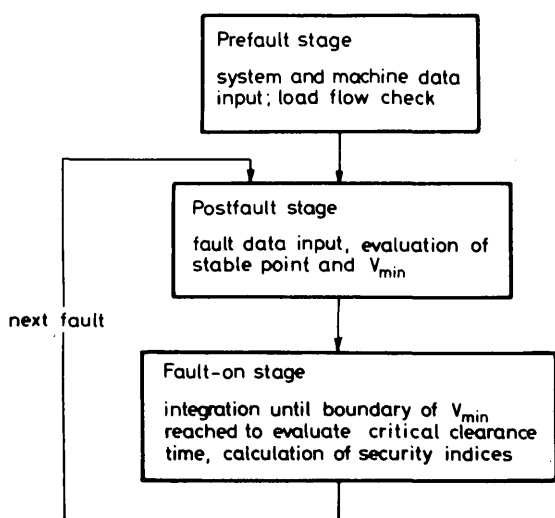 Prefault stage
system and machine data
input; load flow check
Postfault stage
fault data input, evaluation of
stable point and Vmin
next fault
Fault-on stage
integration until boundary of Vmin
reached to evaluate critical clearance
time, calculation of security indices